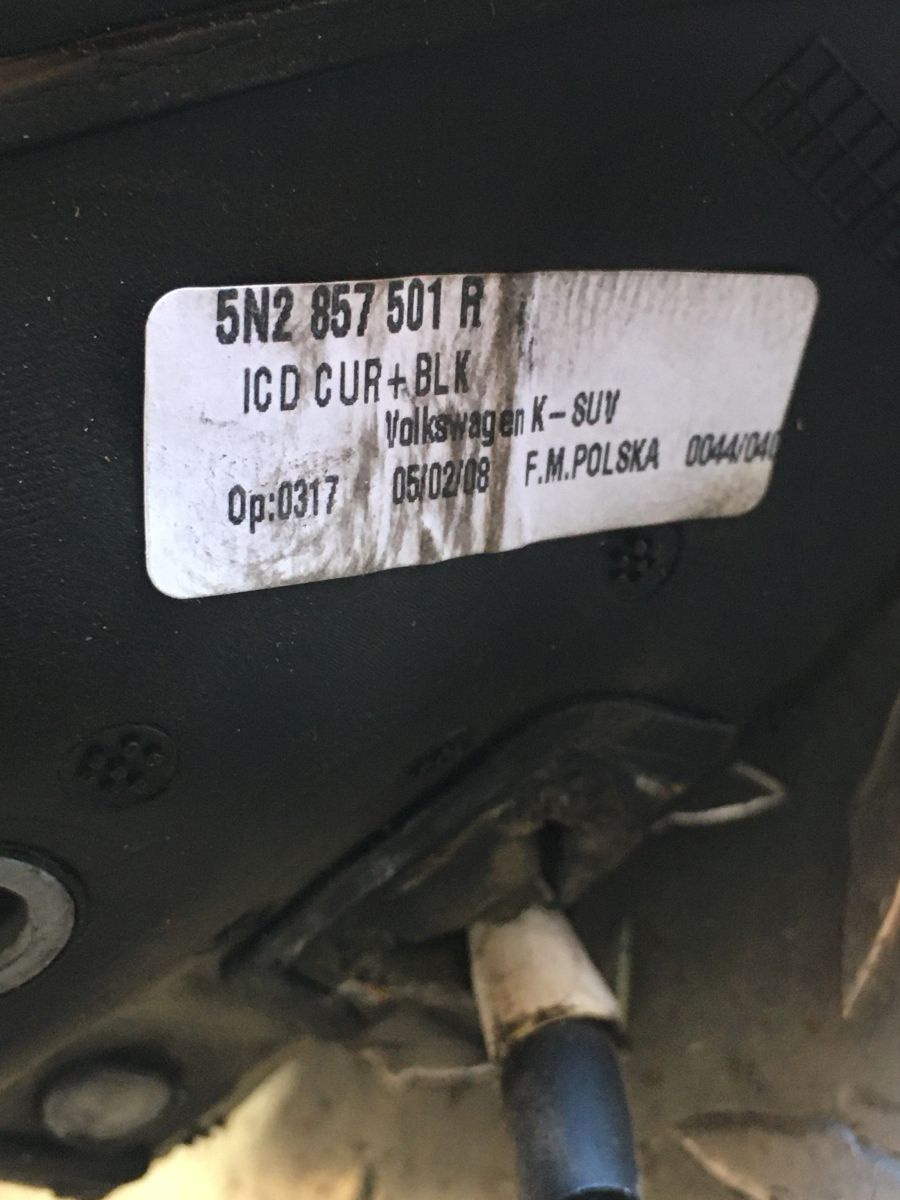 5N2 857 501 R
ICD CUR+BLK
Volkswagen K-SUV
Op:0317 05/02/08 F.M.POLSKA 0044/040